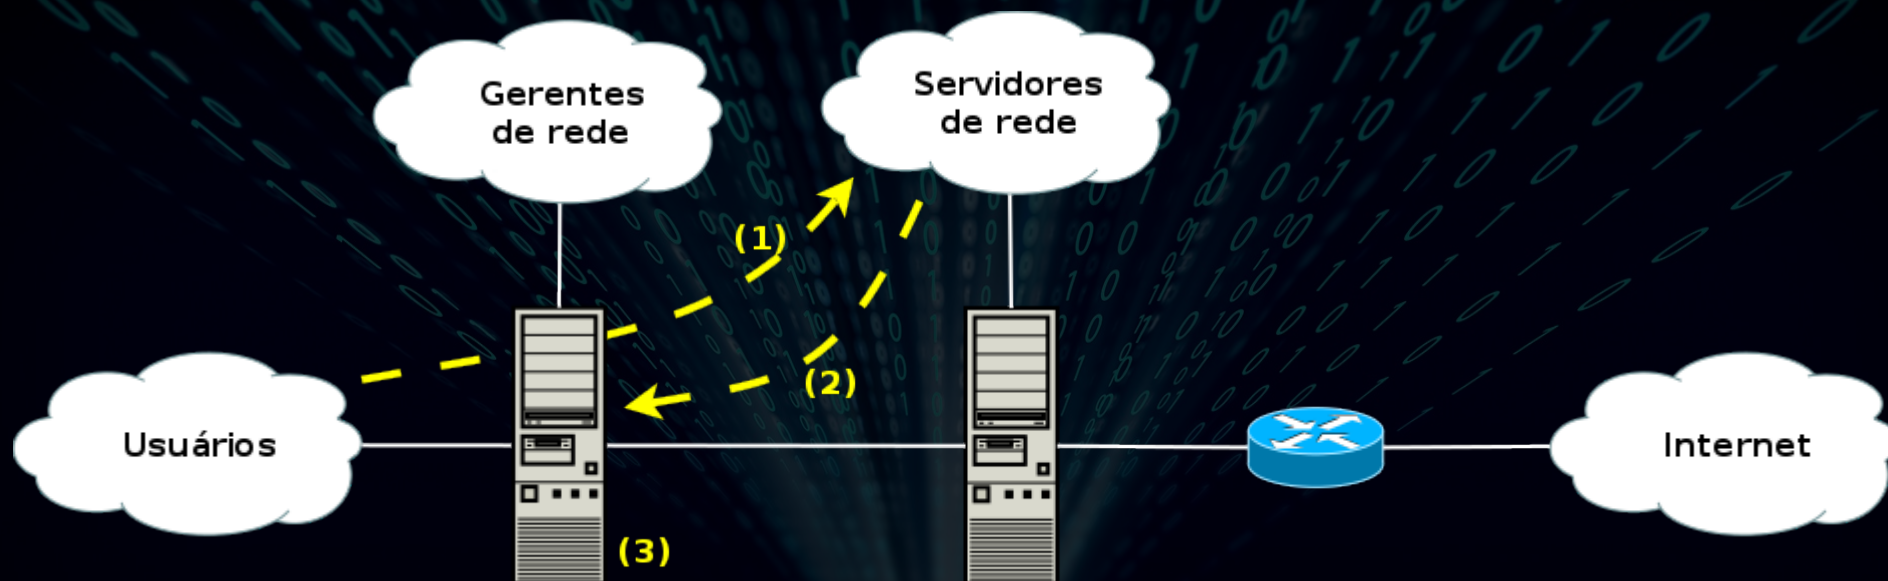 Gerentes
de rede
Servidores
de rede
(1)
(2)
Usuários
Internet
(3)